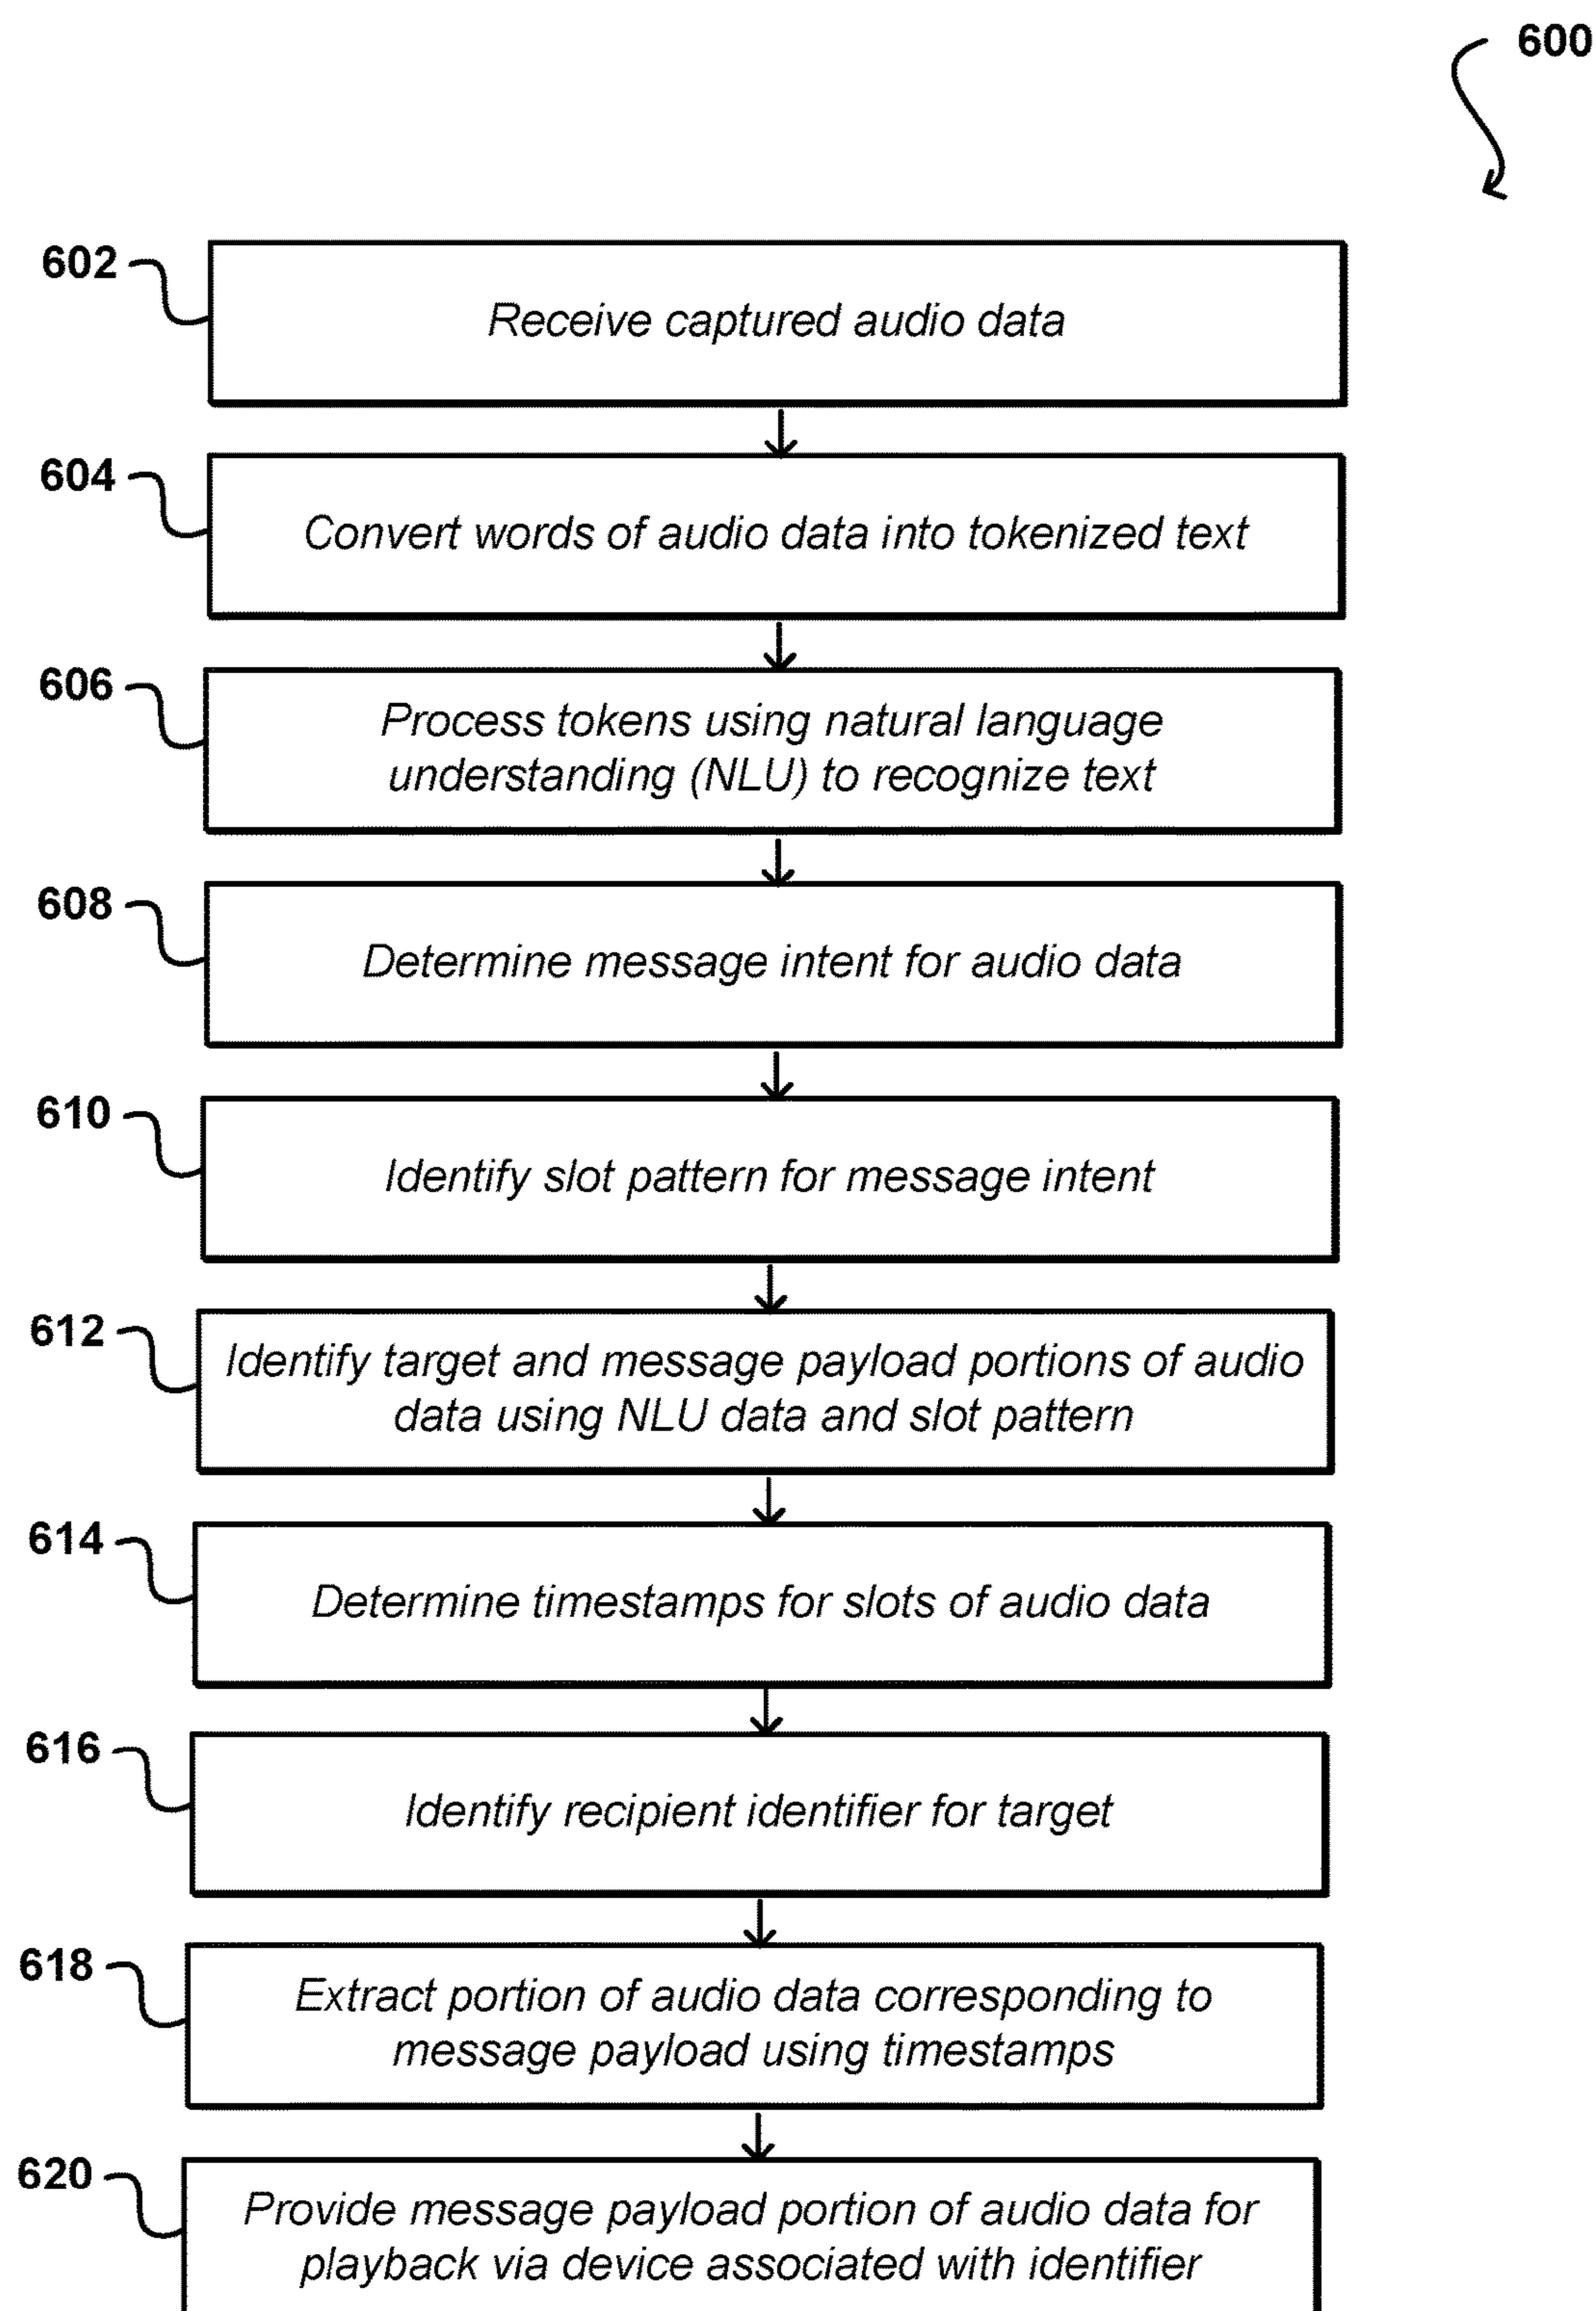 600
602
Receive captured audio data
604
Convert words of audio data into tokenized text
606
Process tokens using natural language
understanding (NLU) to recognize text
608
Determine message intent for audio data
610
Identify slot pattern for message intent
612
Identify target and message payload portions of audio
data using NLU data and slot pattern
614
Determine timestamps for slots of audio data
616
Identify recipient identifier for target
618
Extract portion of audio data corresponding to
message payload using timestamps
620
Provide message payload portion of audio data for
playback via device associated with identifier